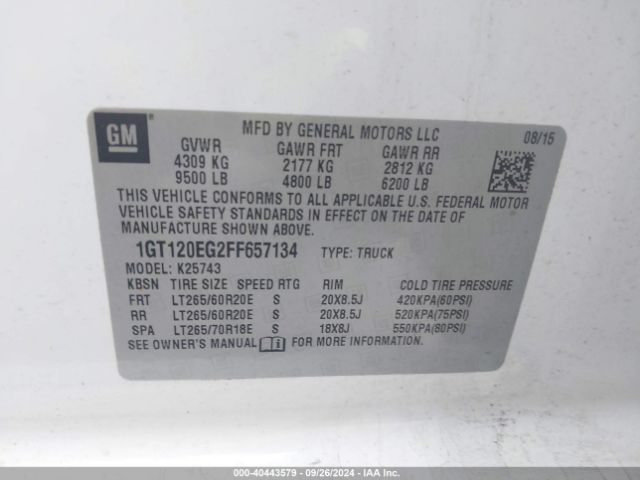 GM
MFD BY GENERAL MOTORS LLC 08/15
GVWR GAWR FRT GAWR RR
4309 KG 2177 KG 2812 KG
9500 LB 4800 LB 6200 LB
THIS VEHICLE CONFORMS TO ALL APPLICABLE U.S. FEDERAL MOTOR
VEHICLE SAFETY STANDARDS IN EFFECT ON THE DATE OF
MANUFACTURE SHOWN ABOVE.
1GT120EG2FF657134 TYPE: TRUCK
MODEL: K25743
KBSN TIRE SIZE SPEED RTG RIM COLD TIRE PRESSURE
FRT LT265/60R20E S 20X8.5J 420KPA(60PSI)
RR LT265/60R20E S 20X8.5J 520KPA(75PSI)
SPA LT265/70R18E S 18X8J 550KPA(80PSI)
SEE OWNER'S MANUAL FOR MORE INFORMATION.
000-40443579 - 09/26/2024 - IAAI.COM